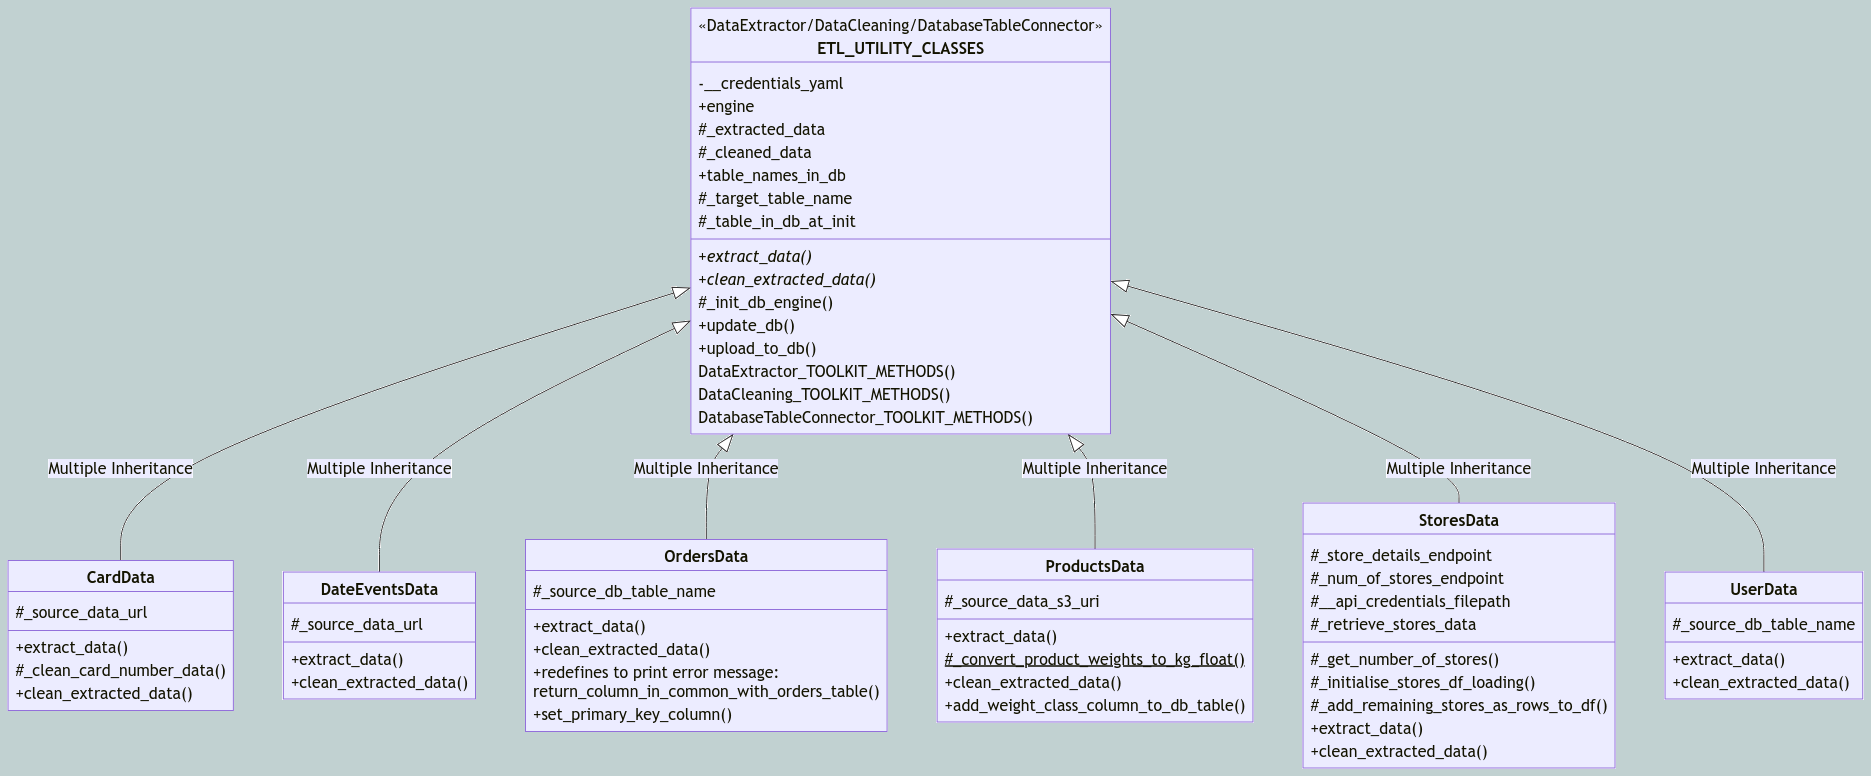 «DataExtractor/DataCleaning/DatabaseTableConnector»
ETL_UTILITY_CLASSES
-__credentials_yaml
+engine
#_extracted_data
#_cleaned_data
+table_names_in_db
#_target_table_name
#_table_in_db_at_init
+extract_data()
+clean_extracted_data()
#_init_db_engine()
+update_db()
+upload_to_db()
DataExtractor_TOOLKIT_METHODS()
DataCleaning_TOOLKIT_METHODS()
DatabaseTableConnector_TOOLKIT_METHODS()
Multiple Inheritance
Multiple Inheritance
Multiple Inheritance
Multiple Inheritance
Multiple Inheritance
Multiple Inheritance
CardData
#_source_data_url
+extract_data()
#_clean_card_number_data()
+clean_extracted_data()
DateEventsData
#_source_data_url
+extract_data()
+clean_extracted_data()
OrdersData
#_source_db_table_name
+extract_data()
+clean_extracted_data()
+redefines to print error message:
return_column_in_common_with_orders_table()
+set_primary_key_column()
ProductsData
#_source_data_s3_uri
+extract_data()
#_convert_product_weights_to_kg_float()
+clean_extracted_data()
+add_weight_class_column_to_db_table()
StoresData
#_store_details_endpoint
#_num_of_stores_endpoint
#__api_credentials_filepath
#_retrieve_stores_data
#_get_number_of_stores()
#_initialise_stores_df_loading()
#_add_remaining_stores_as_rows_to_df()
+extract_data()
+clean_extracted_data()
UserData
#_source_db_table_name
+extract_data()
+clean_extracted_data()